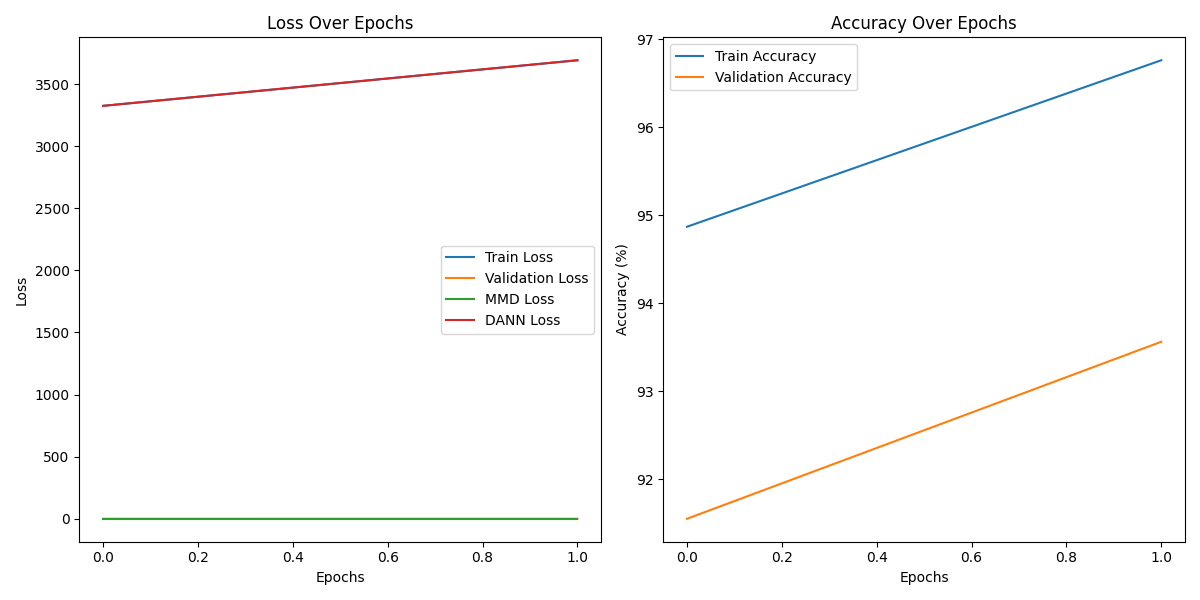 Loss Over Epochs
3500
3000
2500
2000
1500
1000
500
0
Loss
Train Loss
Validation Loss
MMD Loss
DANN Loss
0.0 0.2 0.4 0.6 0.8 1.0
Epochs
Accuracy Over Epochs
97
96
95
94
93
92
Accuracy (%)
Train Accuracy
Validation Accuracy
0.0 0.2 0.4 0.6 0.8 1.0
Epochs